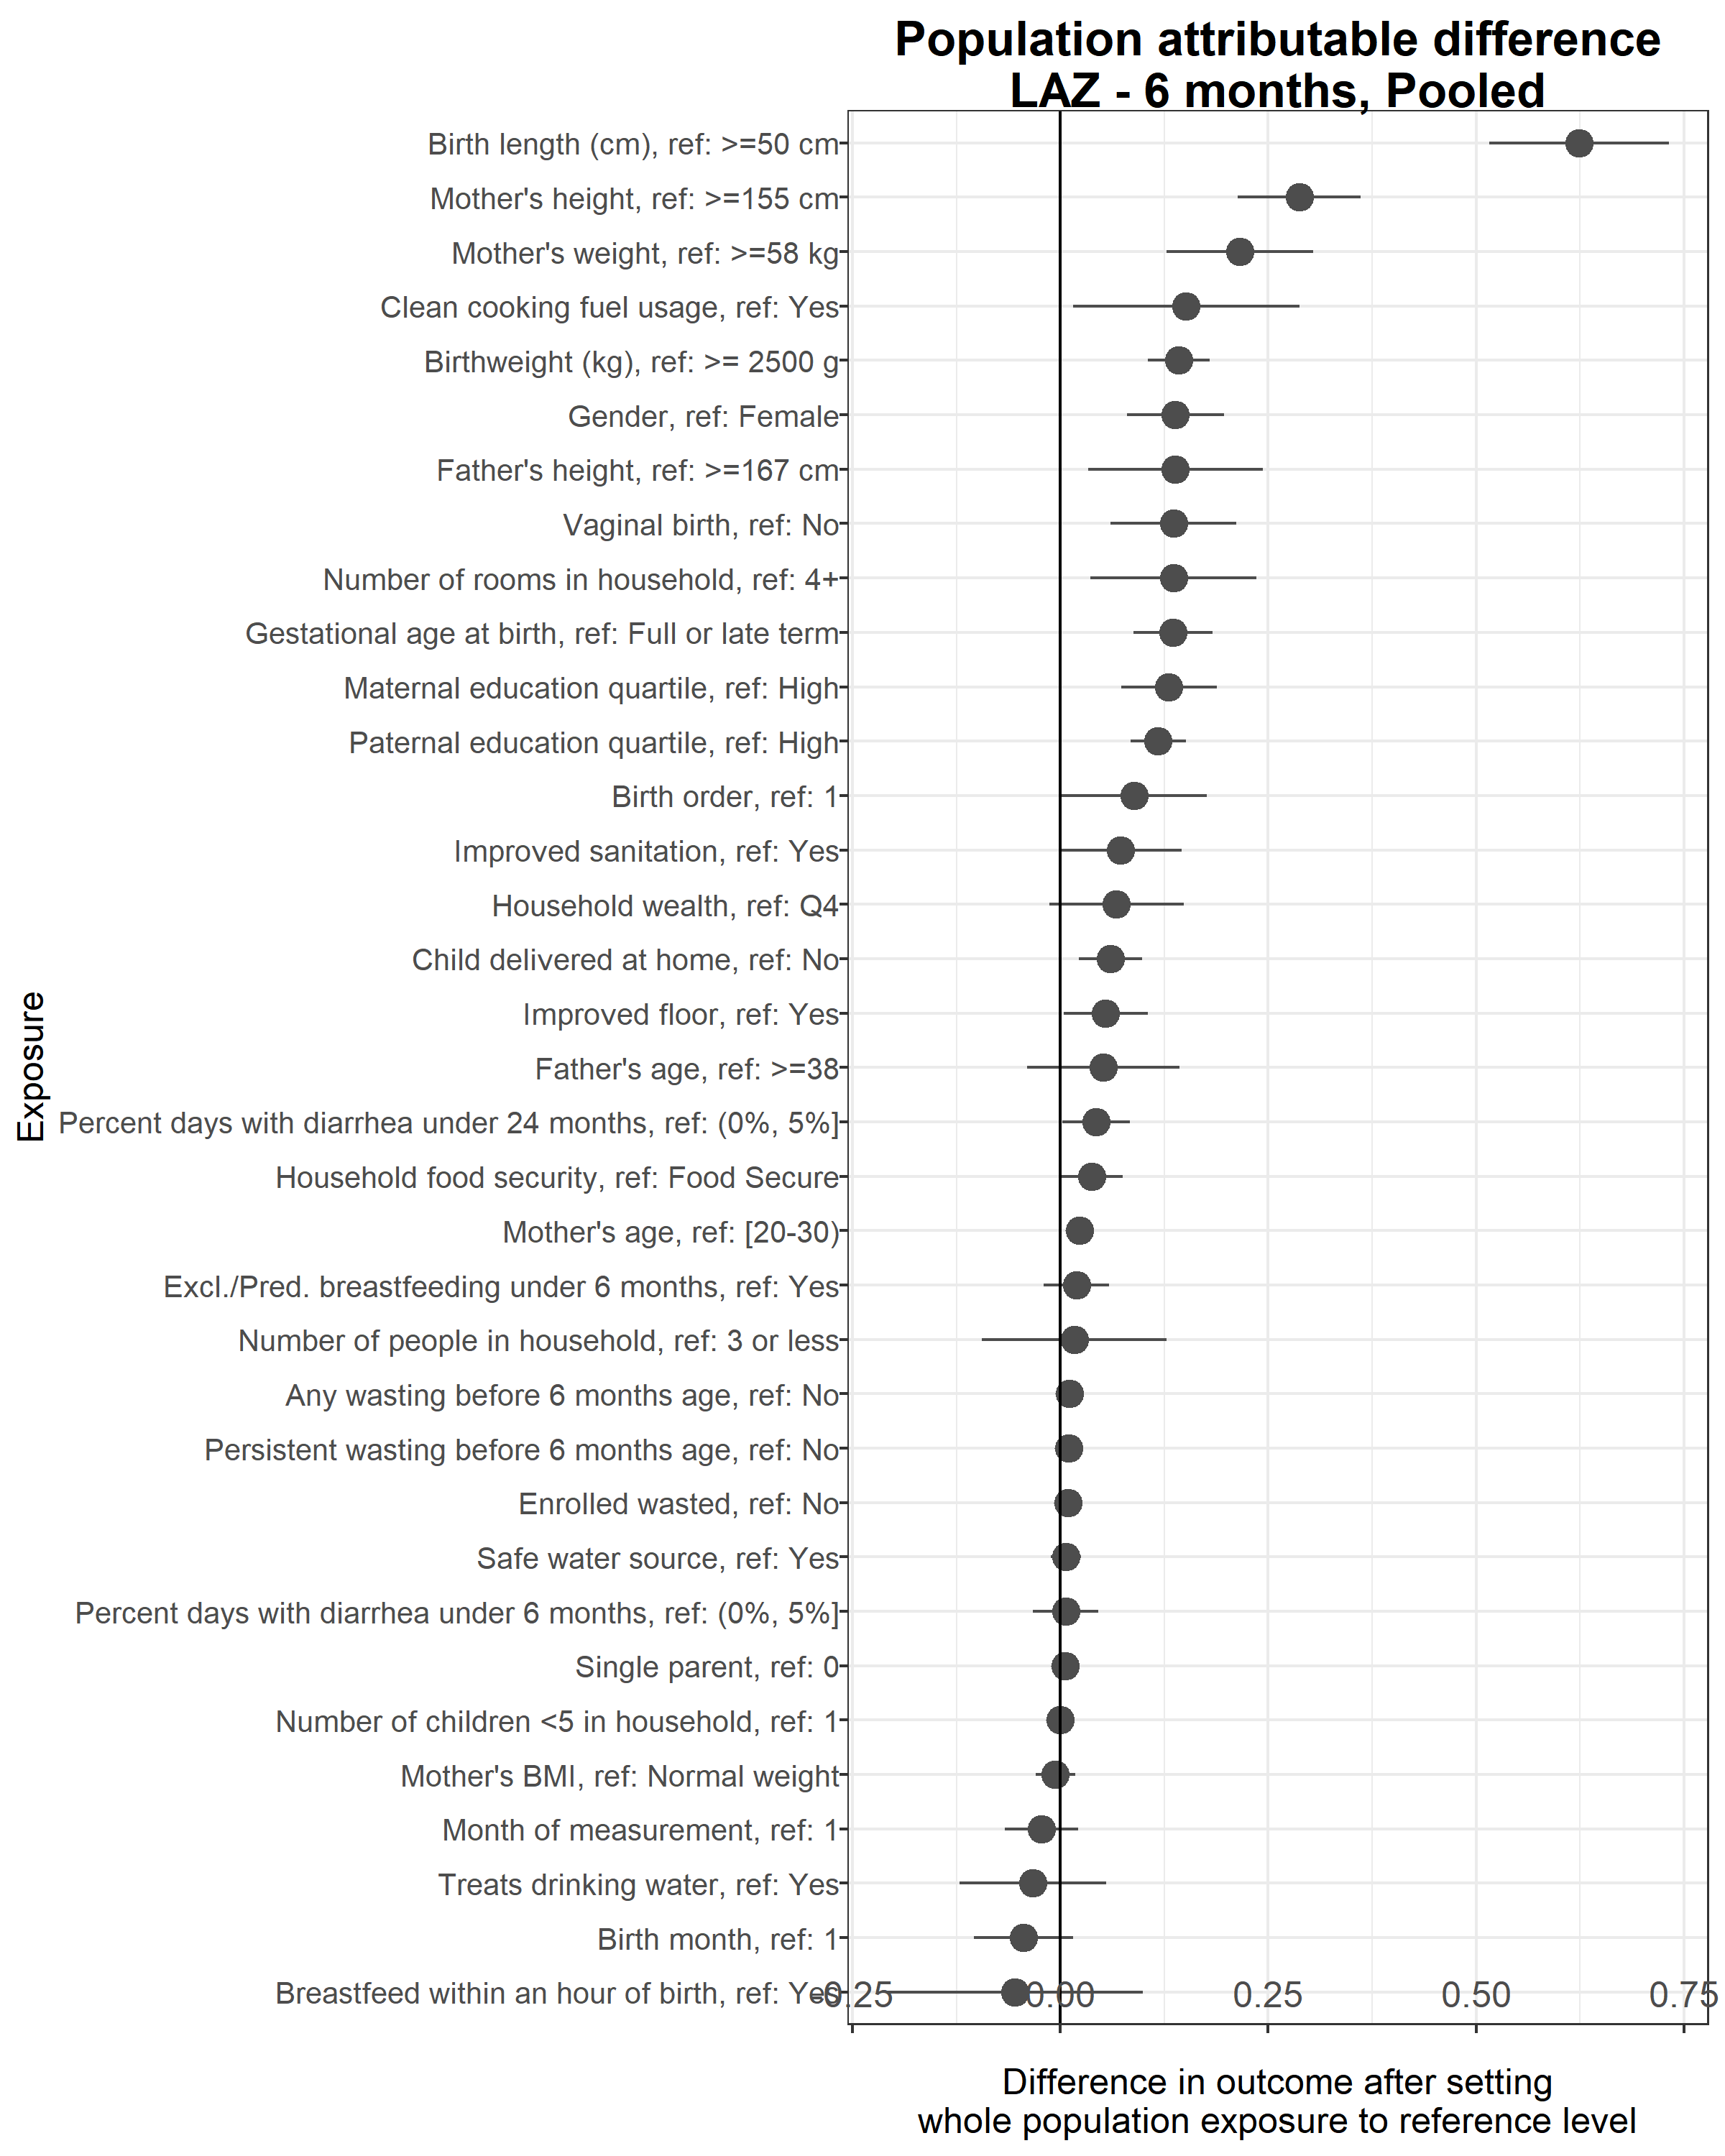 Population attributable difference
LAZ - 6 months, Pooled
Birth length (cm), ref: >=50 cm
Mother's height, ref: >=155 cm
Mother's weight, ref: >=58 kg
Clean cooking fuel usage, ref: Yes
Birthweight (kg), ref: >= 2500 g
Gender, ref: Female
Father's height, ref: >=167 cm
Vaginal birth, ref: No
Number of rooms in household, ref: 4+
Gestational age at birth, ref: Full or late term
Maternal education quartile, ref: High
Paternal education quartile, ref: High
Birth order, ref: 1
Improved sanitation, ref: Yes
Household wealth, ref: Q4
Child delivered at home, ref: No
Improved floor, ref: Yes
Father's age, ref: >=38
Percent days with diarrhea under 24 months, ref: (0%, 5%]
Household food security, ref: Food Secure
Mother's age, ref: [20-30)
Excl./Pred. breastfeeding under 6 months, ref: Yes
Number of people in household, ref: 3 or less
Any wasting before 6 months age, ref: No
Persistent wasting before 6 months age, ref: No
Enrolled wasted, ref: No
Safe water source, ref: Yes
Percent days with diarrhea under 6 months, ref: (0%, 5%]
Single parent, ref: 0
Number of children <5 in household, ref: 1
Mother's BMI, ref: Normal weight
Month of measurement, ref: 1
Treats drinking water, ref: Yes
Birth month, ref: 1
Breastfeed within an hour of birth, ref: Yes
Exposure
-0.25 0.00 0.25 0.50 0.75
Difference in outcome after setting
whole population exposure to reference level